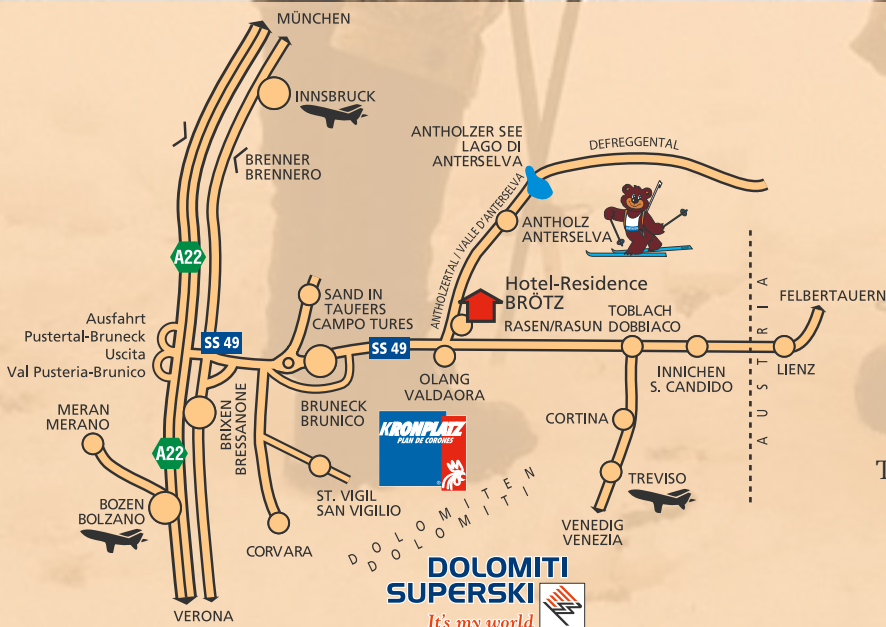 MÜNCHEN
INNSBRUCK
BRENNER
BRENNERO
ANTHOLZER SEE
LAGO DI
ANTERSELVA
DEFREGGENTAL
ANTHOLZERTAL / VALLE D'ANTERSELVA
ANTHOLZ
ANTERSELVA
A22
SAND IN
TAUFERS
CAMPO TURES
Hotel-Residence
BRÖTZ
RASEN/RASUN
TOBLACH
DOBBIACO
FELBERTAUERN
AUSTRIA
Ausfahrt
Pustertal-Bruneck
Uscita
Val Pusteria-Brunico
SS 49
SS 49
INNICHEN
S. CANDIDO
LIENZ
OLANG
VALDAORA
BRUNECK
BRUNICO
BRIXEN
BRESSANONE
MERAN
MERANO
A22
KRONPLATZ
PLAN DE CORONES
CORTINA
ST. VIGIL
SAN VIGILIO
TREVISO
T
BOZEN
BOLZANO
CORVARA
DOLOMITEN
DOLOMITI
VENEDIG
VENEZIA
VERONA
DOLOMITI
SUPERSKI
It's my world